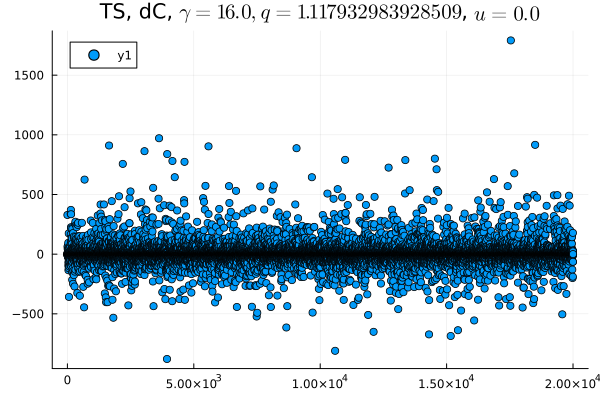 TS, dC, γ = 16.0, q = 1.117932983928509, u = 0.0
y1
1500
1000
500
0
−500
0 5.00×10³ 1.00×10⁴ 1.50×10⁴ 2.00×10⁴